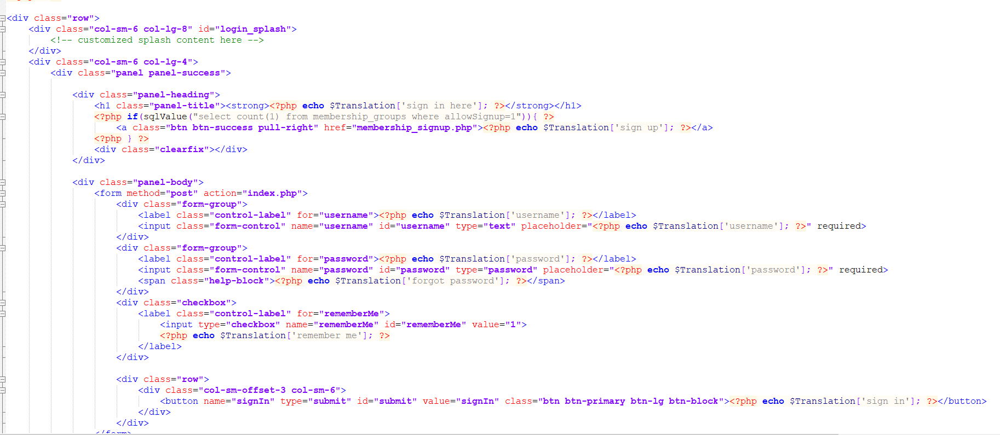 <div class="row">
<div class="col-sm-6 col-lg-8" id="login_splash">
<!-- customized splash content here -->
</div>
<div class="col-sm-6 col-lg-4">
<div class="panel panel-success">
<div class="panel-heading">
<h1 class="panel-title"><strong><?php echo $Translation['sign in here']; ?></strong></h1>
<?php if(sqlValue("select count(1) from membership_groups where allowSignup=1")){ ?>
<a class="btn btn-success pull-right" href="membership_signup.php"><?php echo $Translation['sign up']; ?></a>
<?php } ?>
<div class="clearfix"></div>
</div>
<div class="panel-body">
<form method="post" action="index.php">
<div class="form-group">
<label class="control-label" for="username"><?php echo $Translation['username']; ?></label>
<input class="form-control" name="username" id="username" type="text" placeholder="<?php echo $Translation['username']; ?>" required>
</div>
<div class="form-group">
<label class="control-label" for="password"><?php echo $Translation['password']; ?></label>
<input class="form-control" name="password" id="password" type="password" placeholder="<?php echo $Translation['password']; ?>" required>
<span class="help-block"><?php echo $Translation['forgot password']; ?></span>
</div>
<div class="checkbox">
<label class="control-label" for="rememberMe">
<input type="checkbox" name="rememberMe" id="rememberMe" value="1">
<?php echo $Translation['remember me']; ?>
</label>
</div>
<div class="row">
<div class="col-sm-offset-3 col-sm-6">
<button name="signIn" type="submit" id="submit" value="signIn" class="btn btn-primary btn-lg btn-block"><?php echo $Translation['sign in']; ?></button>
</div>
</div>
</form>